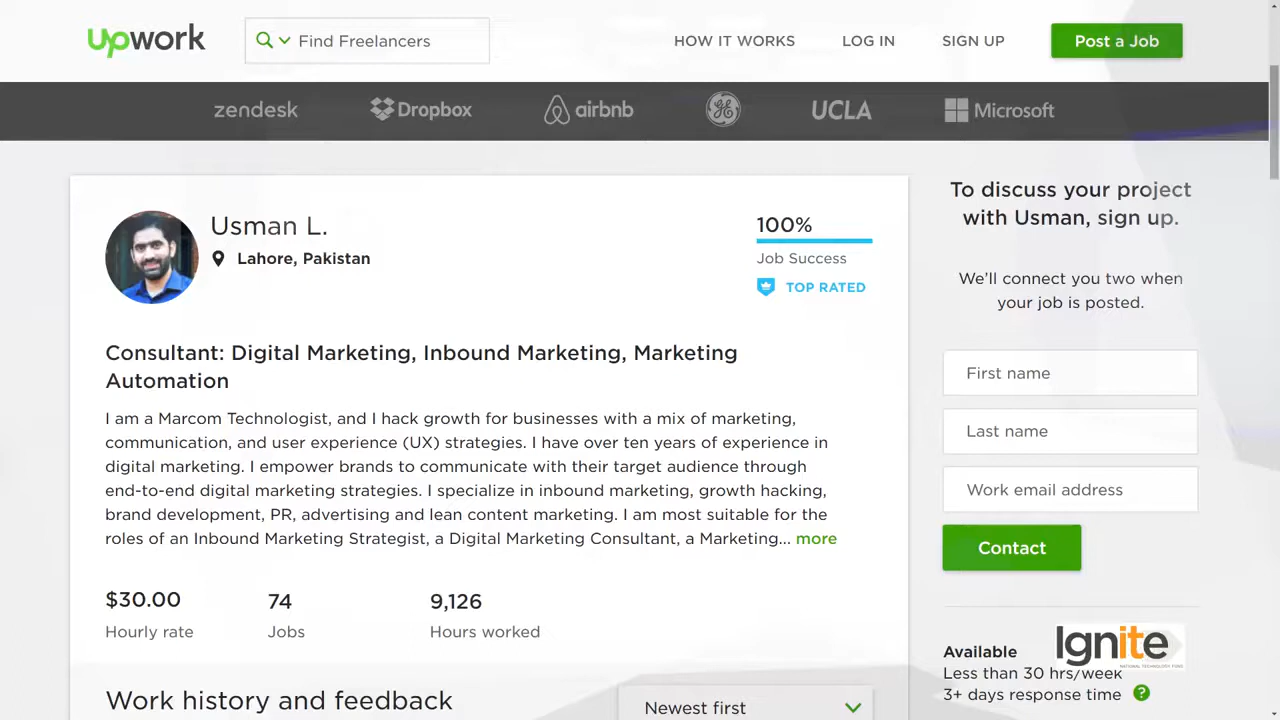 upwork
Find Freelancers
HOW IT WORKS
LOG IN
SIGN UP
Post a Job
zendesk
Dropbox
airbnb
GE
UCLA
Microsoft
Usman L.
Lahore, Pakistan
100%
Job Success
TOP RATED
Consultant: Digital Marketing, Inbound Marketing, Marketing
Automation
I am a Marcom Technologist, and I hack growth for businesses with a mix of marketing,
communication, and user experience (UX) strategies. I have over ten years of experience in
digital marketing. I empower brands to communicate with their target audience through
end-to-end digital marketing strategies. I specialize in inbound marketing, growth hacking,
brand development, PR, advertising and lean content marketing. I am most suitable for the
roles of an Inbound Marketing Strategist, a Digital Marketing Consultant, a Marketing... more
$30.00
Hourly rate
74
Jobs
9,126
Hours worked
Work history and feedback
Newest first
To discuss your project
with Usman, sign up.
We'll connect you two when
your job is posted.
First name
Last name
Work email address
Contact
Available
Less than 30 hrs/week
3+ days response time ?
Ignite
NATIONAL TECHNOLOGY FUND